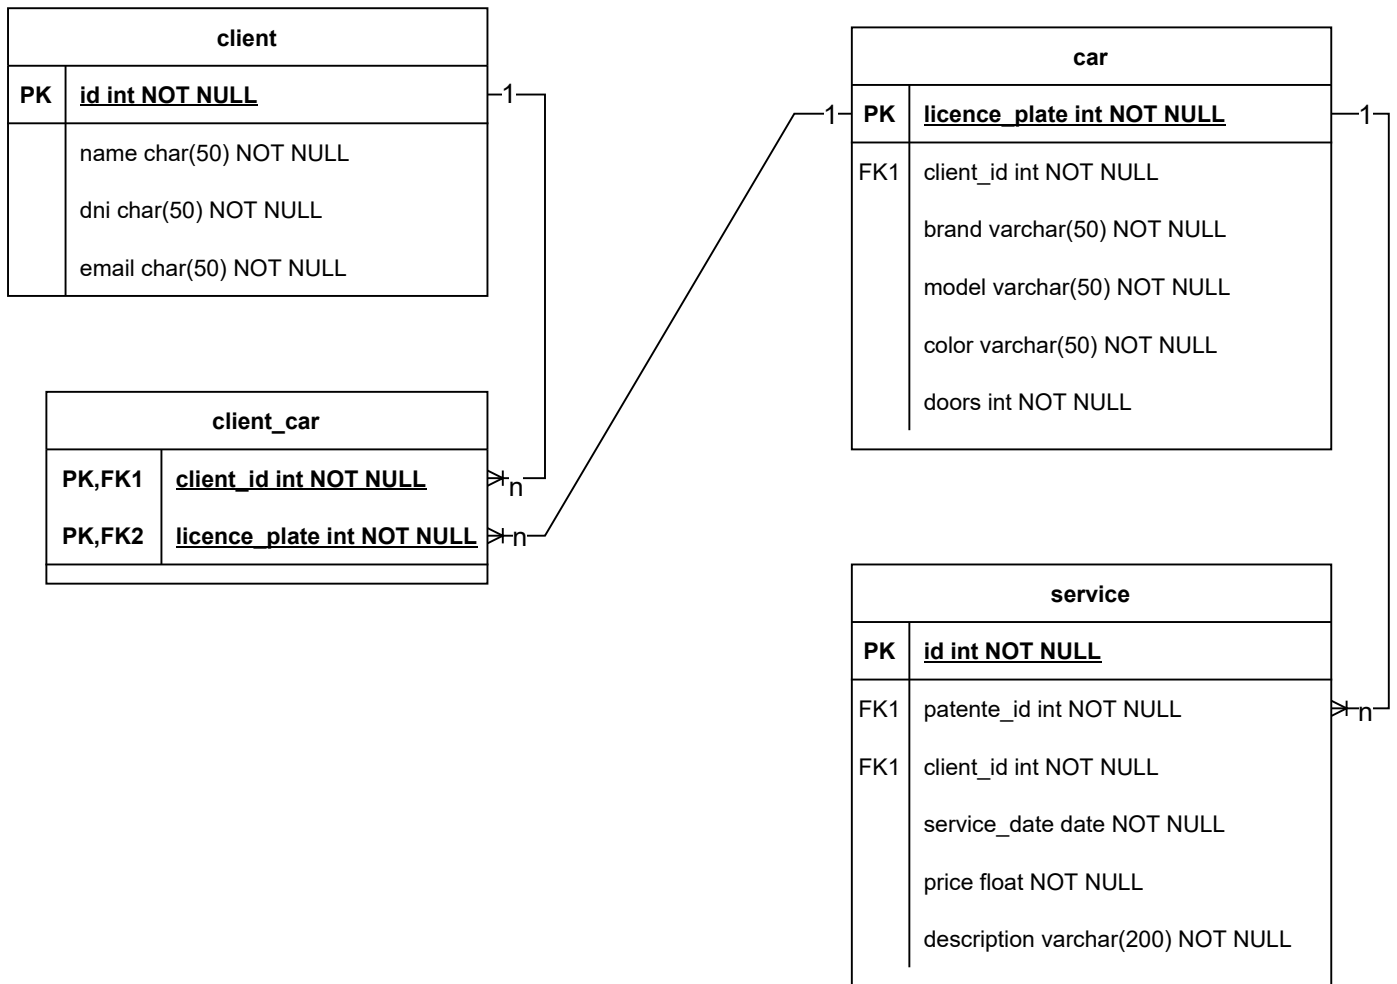 client
PK id int NOT NULL
name char(50) NOT NULL
dni char(50) NOT NULL
email char(50) NOT NULL
1
client_car
PK,FK1 client_id int NOT NULL
n
PK,FK2 licence_plate int NOT NULL
n
1
car
PK licence_plate int NOT NULL
1
FK1 client_id int NOT NULL
brand varchar(50) NOT NULL
model varchar(50) NOT NULL
color varchar(50) NOT NULL
doors int NOT NULL
service
PK id int NOT NULL
FK1 patente_id int NOT NULL
n
FK1 client_id int NOT NULL
service_date date NOT NULL
price float NOT NULL
description varchar(200) NOT NULL